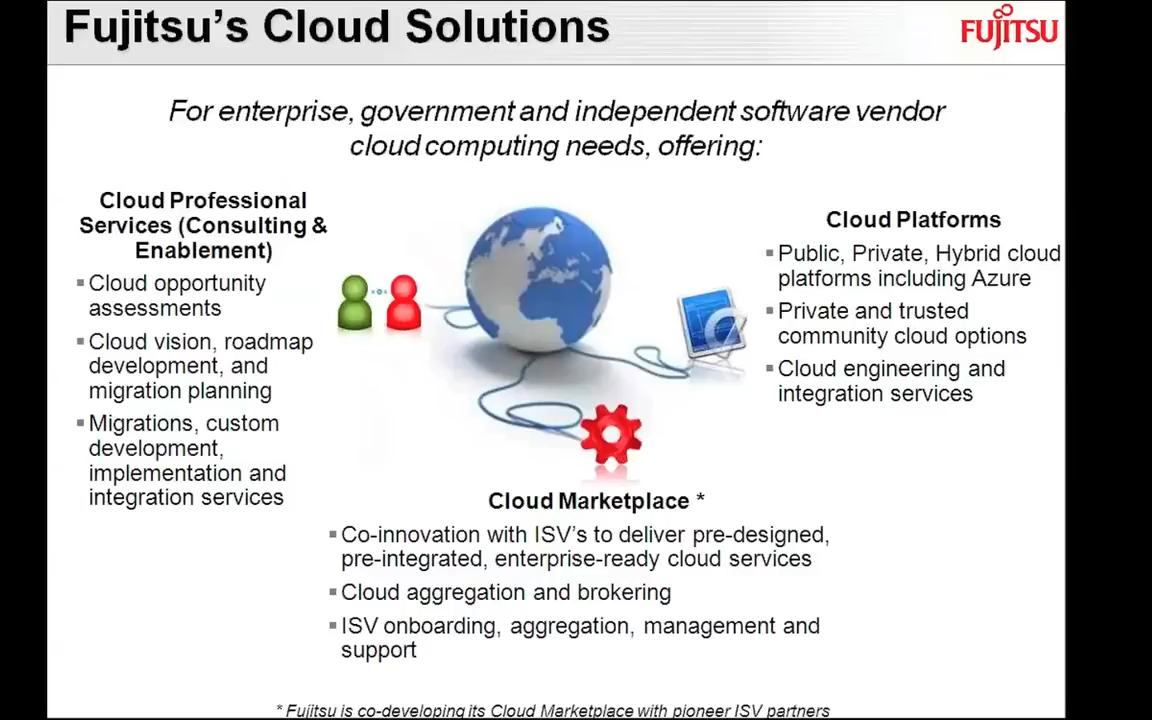 Fujitsu's Cloud Solutions
FUJITSU
For enterprise, government and independent software vendor
cloud computing needs, offering:
Cloud Professional
Services (Consulting &
Enablement)
▪ Cloud opportunity
assessments
▪ Cloud vision, roadmap
development, and
migration planning
▪ Migrations, custom
development,
implementation and
integration services
Cloud Platforms
▪ Public, Private, Hybrid cloud
platforms including Azure
▪ Private and trusted
community cloud options
▪ Cloud engineering and
integration services
Cloud Marketplace *
▪ Co-innovation with ISV's to deliver pre-designed,
pre-integrated, enterprise-ready cloud services
▪ Cloud aggregation and brokering
▪ ISV onboarding, aggregation, management and
support
* Fujitsu is co-developing its Cloud Marketplace with pioneer ISV partners